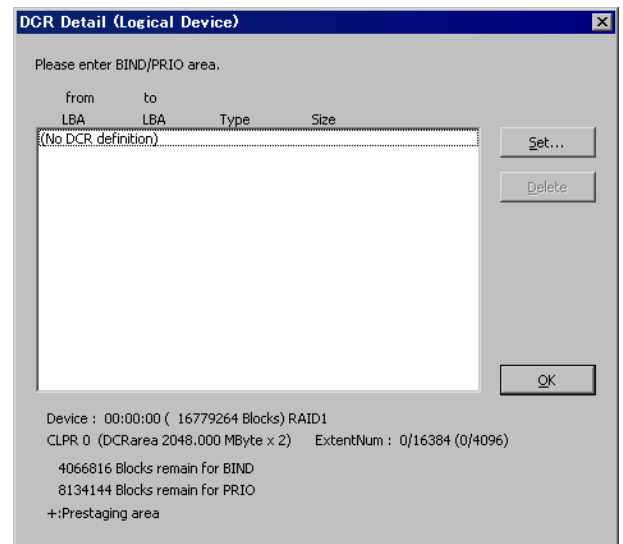 DCR Detail (Logical Device)
Please enter BIND/PRIO area.
from to
LBA LBA Type Size
(No DCR definition)
Set...
Delete
OK
Device : 00:00:00 ( 16779264 Blocks) RAID1
CLPR 0 (DCRarea 2048.000 MByte x 2) ExtentNum : 0/16384 (0/4096)
4066816 Blocks remain for BIND
8134144 Blocks remain for PRIO
+:Prestaging area